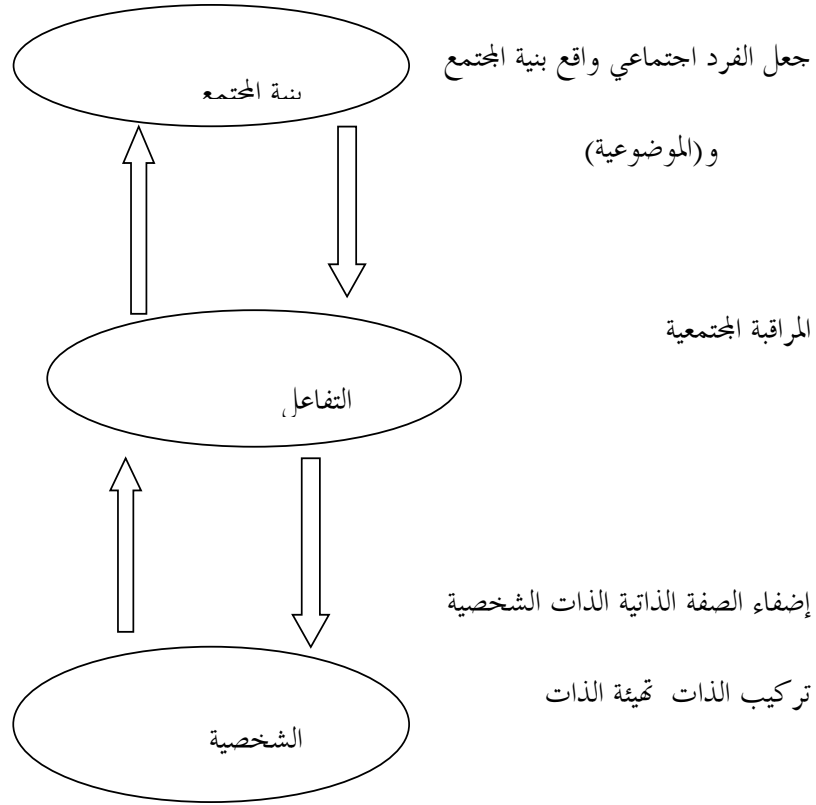 جعل الفرد اجتماعي واقع بنية المجتمع
بنية المجتمع
و(الموضوعية)
المراقبة المجتمعية
التفاعل
إضفاء الصفة الذاتية الذات الشخصية
تركيب الذات تهيئة الذات
الشخصية